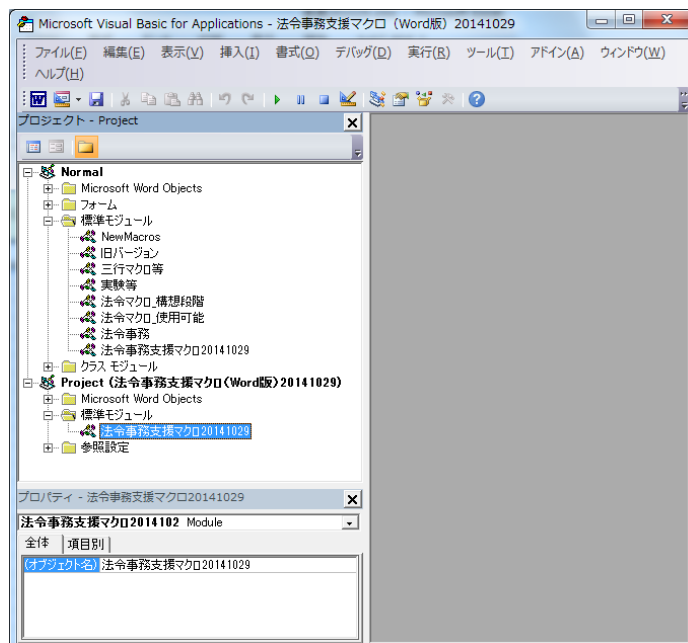 Microsoft Visual Basic for Applications - 法令事務支援マクロ（Word版）20141029
ファイル(F) 編集(E) 表示(V) 挿入(I) 書式(O) デバッグ(D) 実行(R) ツール(T) アドイン(A) ウィンドウ(W)
ヘルプ(H)
プロジェクト - Project
Normal
Microsoft Word Objects
フォーム
標準モジュール
NewMacros
旧バージョン
三行マクロ等
実験等
法令マクロ_構想段階
法令マクロ_使用可能
法令事務
法令事務支援マクロ20141029
クラス モジュール
Project (法令事務支援マクロ(Word版)20141029)
Microsoft Word Objects
標準モジュール
法令事務支援マクロ20141029
参照設定
プロパティ - 法令事務支援マクロ20141029
法令事務支援マクロ2014102 Module
全体 項目別
(オブジェクト名) 法令事務支援マクロ20141029